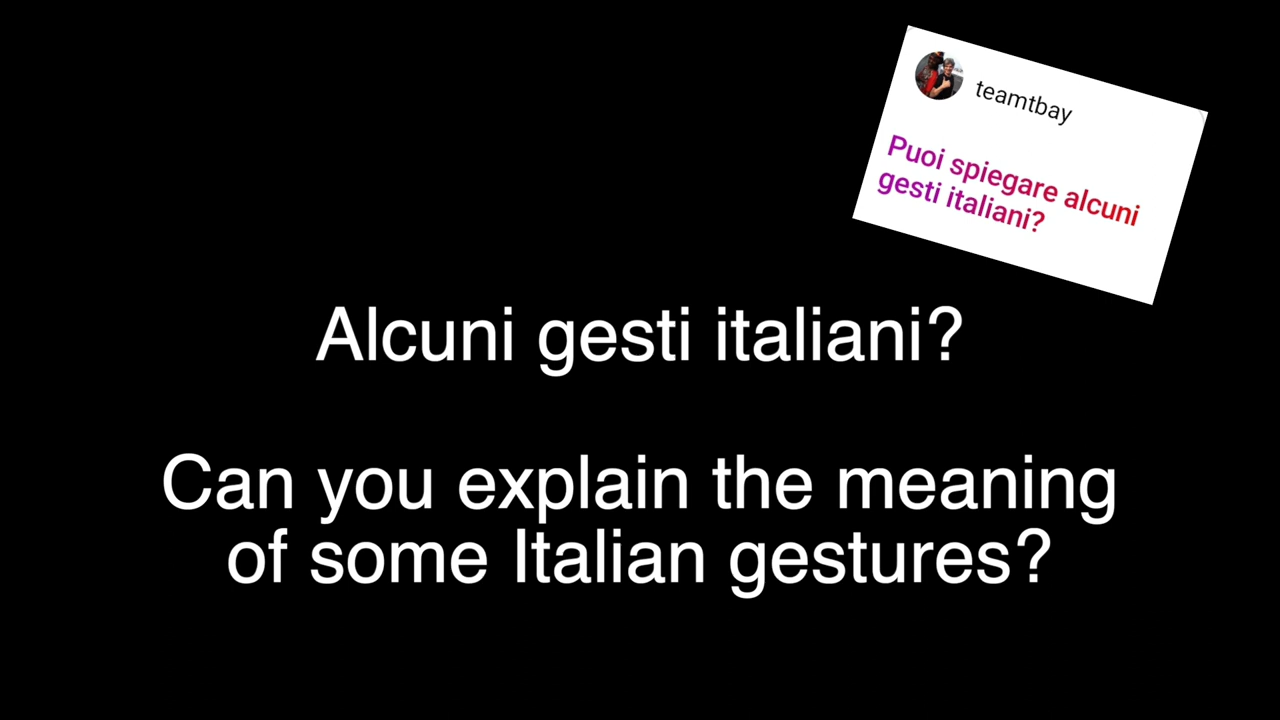 teamtbay
Puoi spiegare alcuni
gesti italiani?
Alcuni gesti italiani?
Can you explain the meaning
of some Italian gestures?